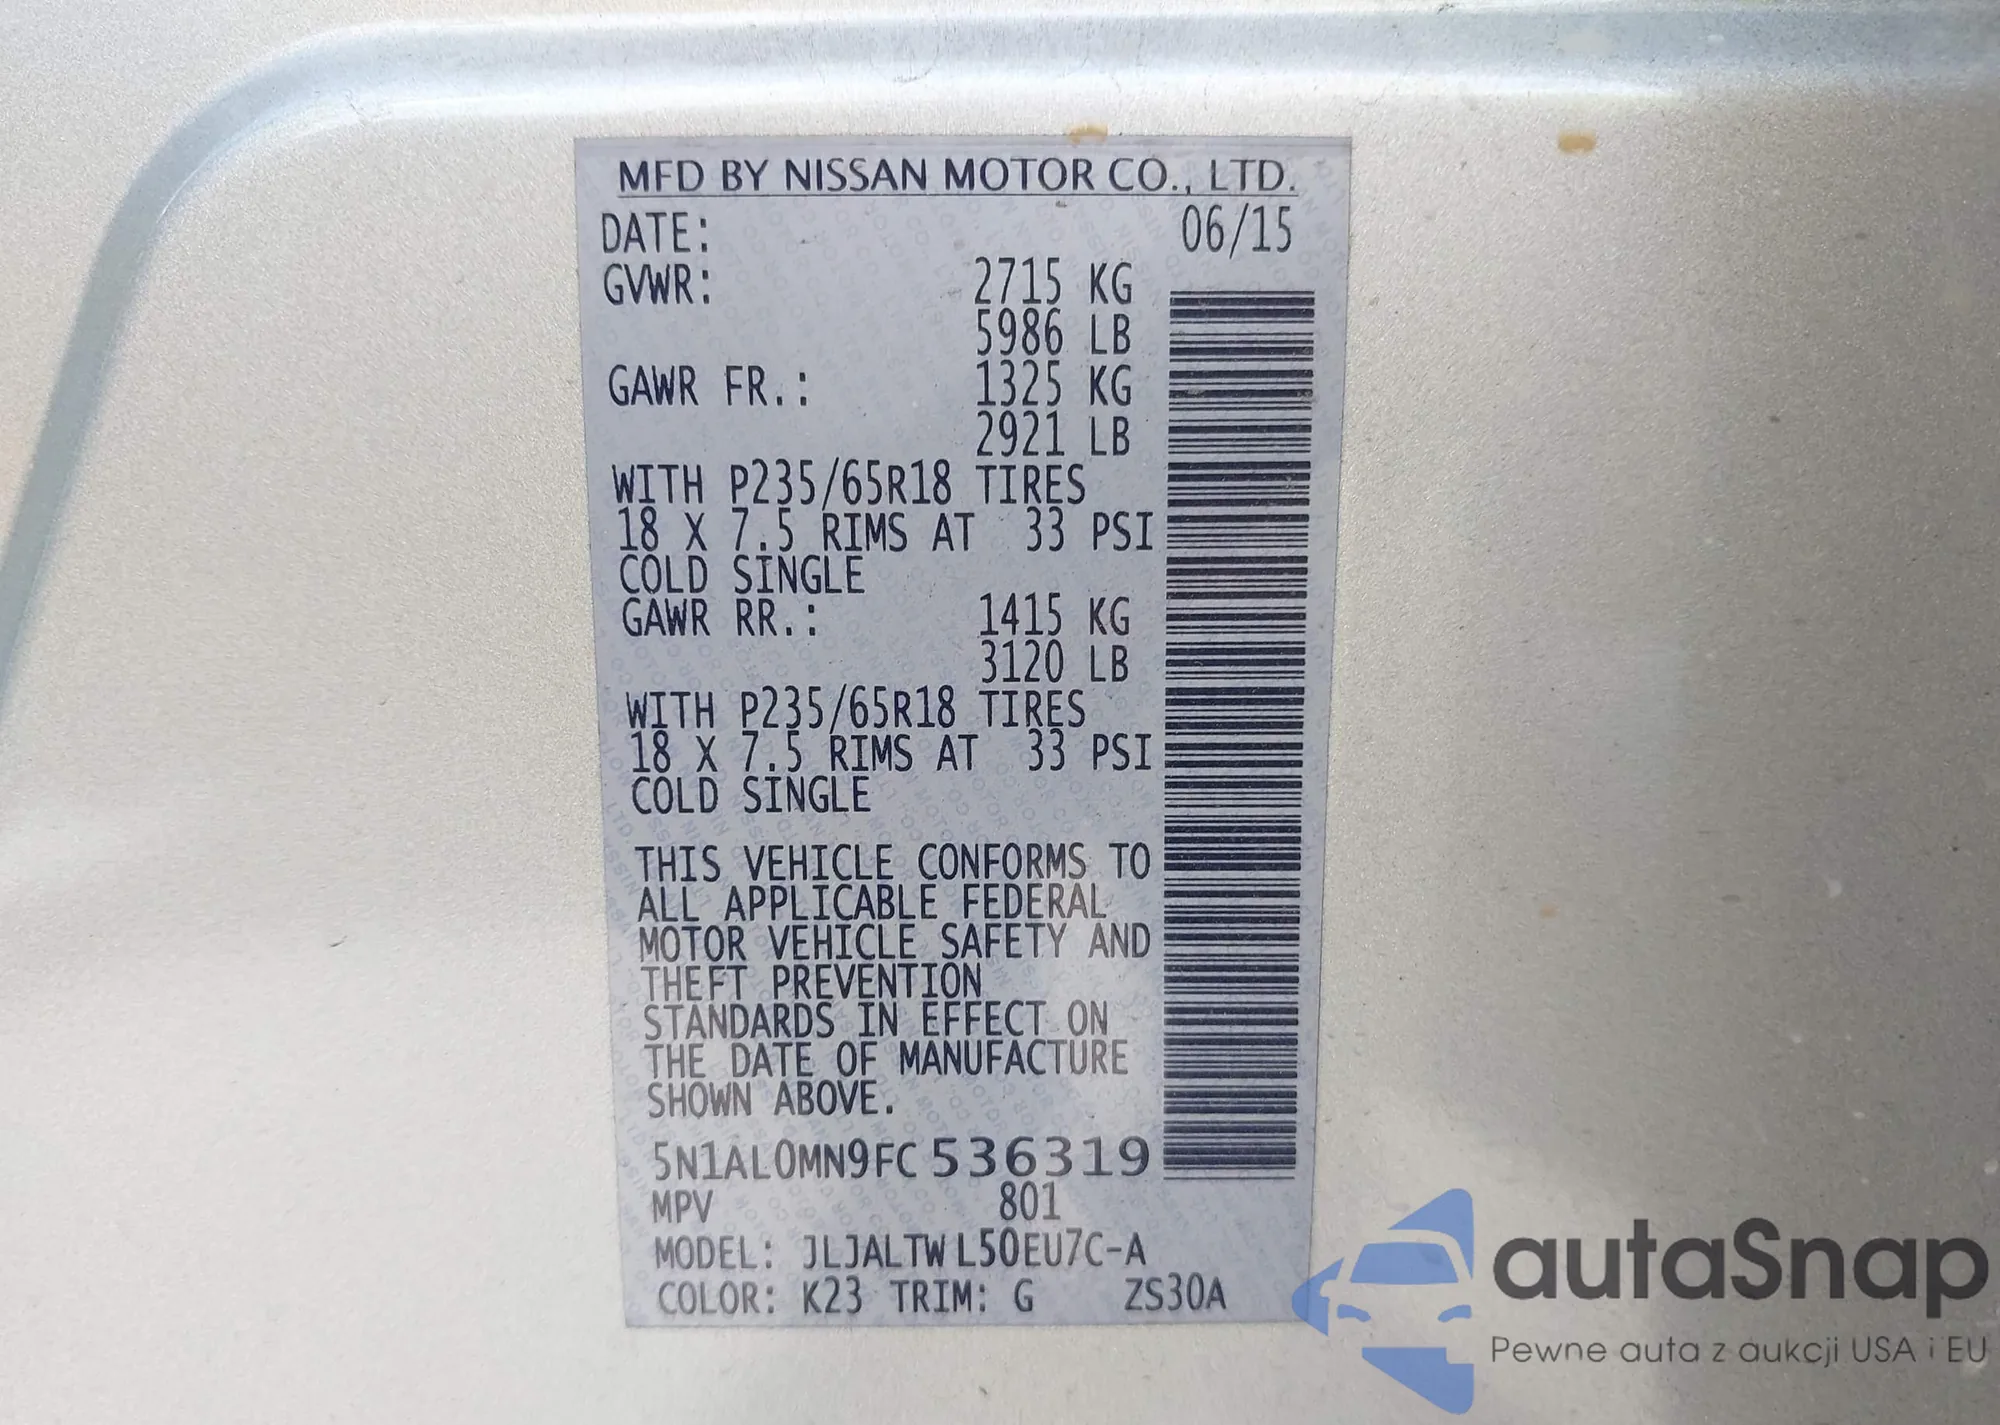 MFD BY NISSAN MOTOR CO., LTD.
DATE: 06/15
GVWR: 2715 KG
5986 LB
GAWR FR.: 1325 KG
2921 LB
WITH P235/65R18 TIRES
18 X 7.5 RIMS AT 33 PSI
COLD SINGLE
GAWR RR.: 1415 KG
3120 LB
WITH P235/65R18 TIRES
18 X 7.5 RIMS AT 33 PSI
COLD SINGLE
THIS VEHICLE CONFORMS TO
ALL APPLICABLE FEDERAL
MOTOR VEHICLE SAFETY AND
THEFT PREVENTION
STANDARDS IN EFFECT ON
THE DATE OF MANUFACTURE
SHOWN ABOVE.
5N1AL0MN9FC536319
MPV 801
MODEL: JLJALTWL50EU7C-A
COLOR: K23 TRIM: G ZS30A
autaSnap
Pewne auta z aukcji USA i EU